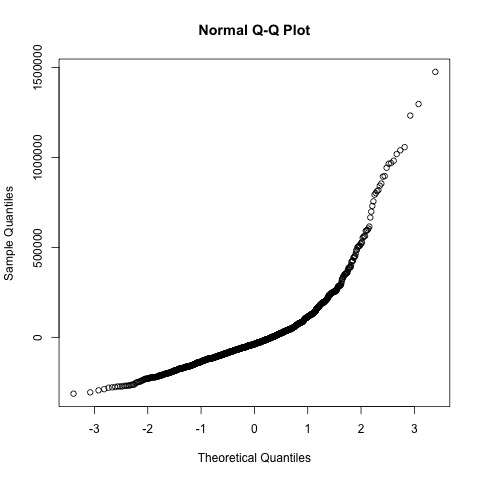 Normal Q-Q Plot
1500000
1000000
500000
0
Sample Quantiles
-3 -2 -1 0 1 2 3
Theoretical Quantiles